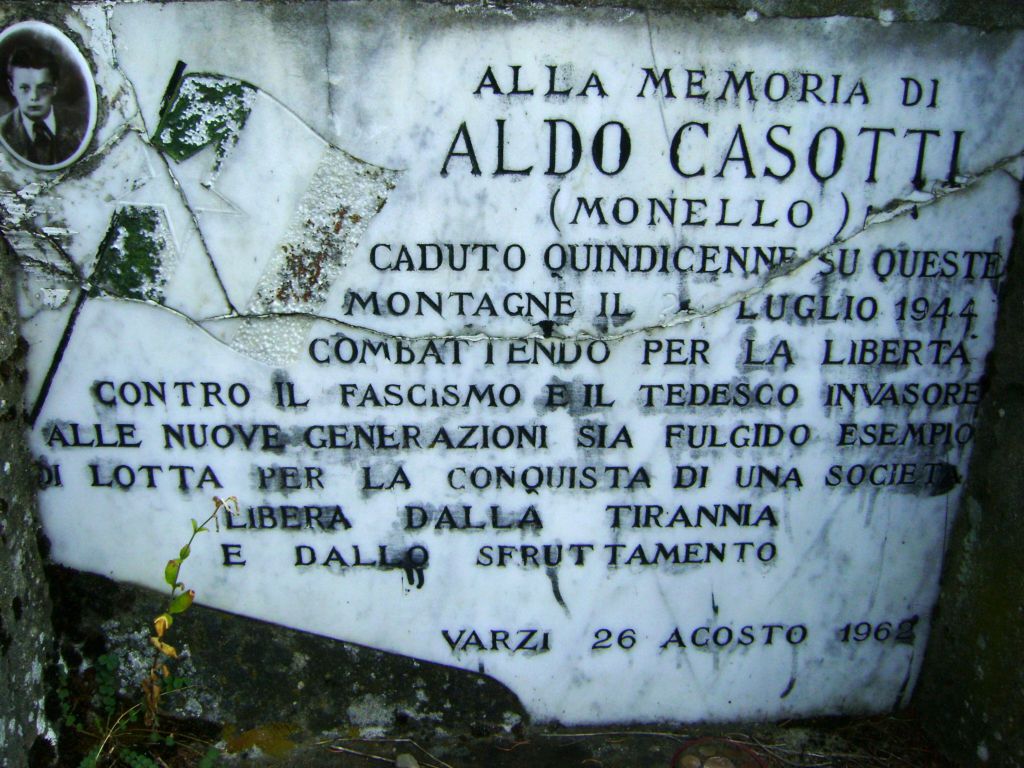 ALLA MEMORIA DI
ALDO CASOTTI
(MONELLO)
CADUTO QUINDICENNE SU QUESTE
MONTAGNE IL LUGLIO 1944
COMBATTENDO PER LA LIBERTA
CONTRO IL FASCISMO E IL TEDESCO INVASORE
ALLE NUOVE GENERAZIONI SIA FULGIDO ESEMPIO
DI LOTTA PER LA CONQUISTA DI UNA SOCIETA
LIBERA DALLA TIRANNIA
E DALLO SFRUTTAMENTO
VARZI 26 AGOSTO 1962